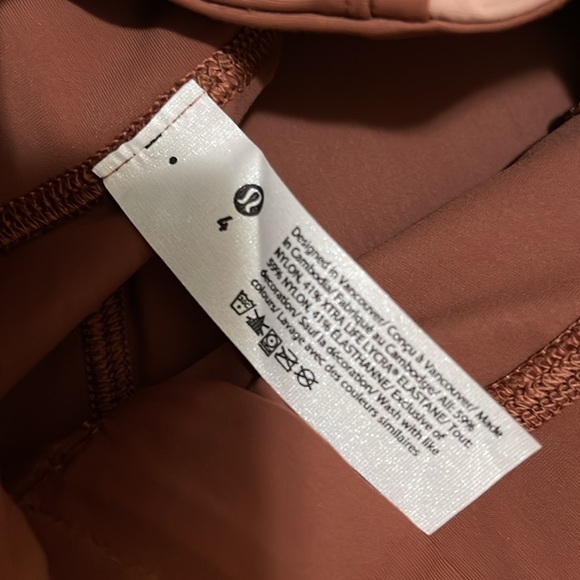 4
Designed in Vancouver/ Conçu à Vancouver/ Made
in Cambodia/ Fabriqué au Cambodge/ All: 59%
NYLON, 41% XTRA LIFE LYCRA® ELASTANE/ Tout:
59% NYLON, 41% ELASTHANNE/ Exclusive of
decoration/ Sauf la décoration/ Wash with like
colours/ Lavage avec des couleurs similaires